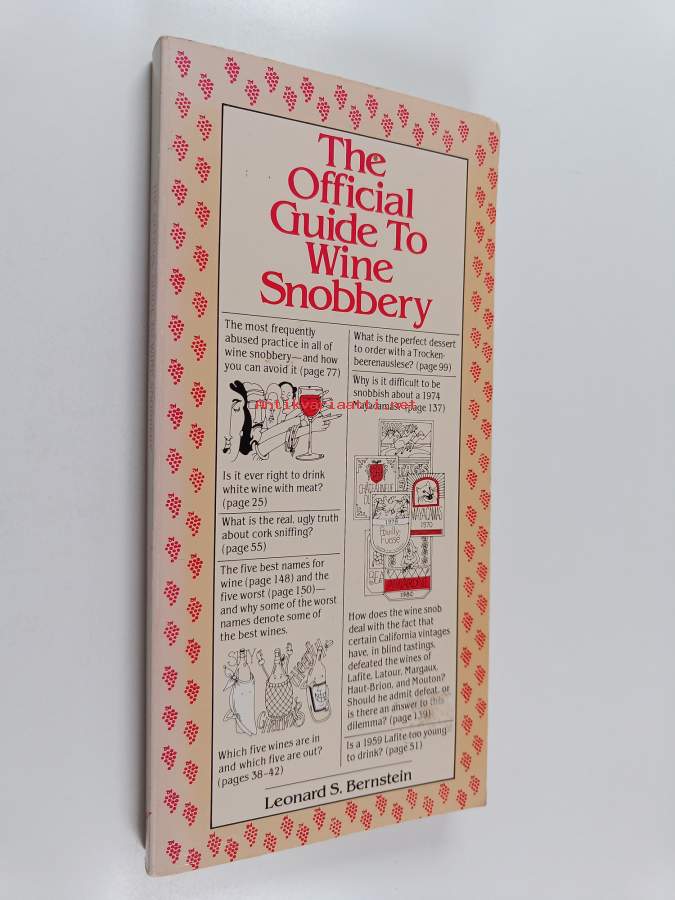 The
Official
Guide To
Wine
Snobbery
The most frequently
abused practice in all of
wine snobbery—and how
you can avoid it (page 77)
Is it ever right to drink
white wine with meat?
(page 25)
What is the real, ugly truth
about cork sniffing?
(page 55)
The five best names for
wine (page 148) and the
five worst (page 150)—
and why some of the worst
names denote some of
the best wines.
Which five wines are in
and which five are out?
(pages 38–42)
What is the perfect dessert
to order with a Trocken-
beerenauslese? (page 99)
Why is it difficult to be
snobbish about a 1974
(page 137)
Antikvariaatti.net
MAYACAMAS
1970
1978
Pouilly-
Fuissé
1980
How does the wine snob
deal with the fact that
certain California vintages
have, in blind tastings,
defeated the wines of
Lafite, Latour, Margaux,
Haut-Brion, and Mouton?
Should he admit defeat, or
is there an answer to this
dilemma? (page 139)
Is a 1959 Lafite too young
to drink? (page 51)
Leonard S. Bernstein